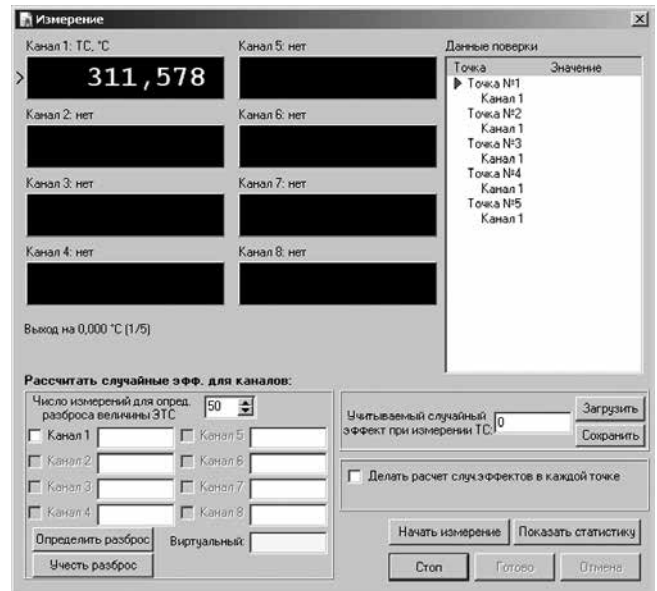 Измерение
Канал 1: ТС, °С
Канал 5: нет
311,578
Канал 2: нет
Канал 6: нет
Канал 3: нет
Канал 7: нет
Канал 4: нет
Канал 8: нет
Выход на 0,000 °С (1/5)
Данные поверки
Точка Значение
Точка №1
Канал 1
Точка №2
Канал 1
Точка №3
Канал 1
Точка №4
Канал 1
Точка №5
Канал 1
Рассчитать случайные эфф. для каналов:
Число измерений для опред.
разброса величины ЭТС
50
Канал 1
Канал 5
Канал 2
Канал 6
Канал 3
Канал 7
Канал 4
Канал 8
Определить разброс
Виртуальный:
Учесть разброс
Учитываемый случайный
эффект при измерении ТС:
0
Загрузить
Сохранить
Делать расчет случ.эффектов в каждой точке
Начать измерение
Показать статистику
Стоп
Готово
Отмена